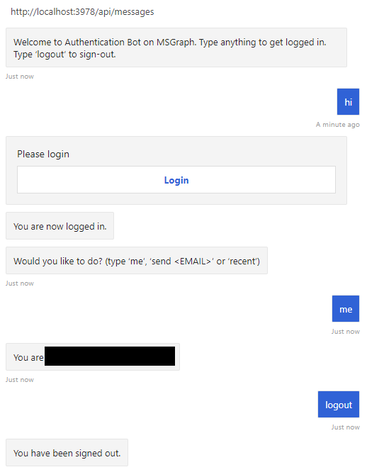 http://localhost:3978/api/messages
Welcome to Authentication Bot on MSGraph. Type anything to get logged in.
Type 'logout' to sign-out.
Just now
hi
A minute ago
Please login
Login
You are now logged in.
Would you like to do? (type 'me', 'send <EMAIL>' or 'recent')
Just now
me
Just now
You are
Just now
logout
Just now
You have been signed out.